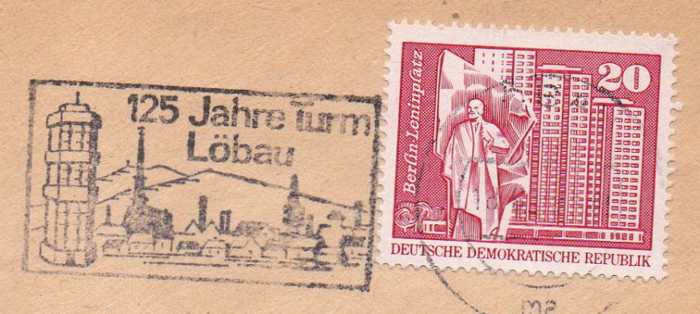 125 Jahre turm
Löbau
20
Berlin-Leninplatz
DEUTSCHE DEMOKRATISCHE REPUBLIK